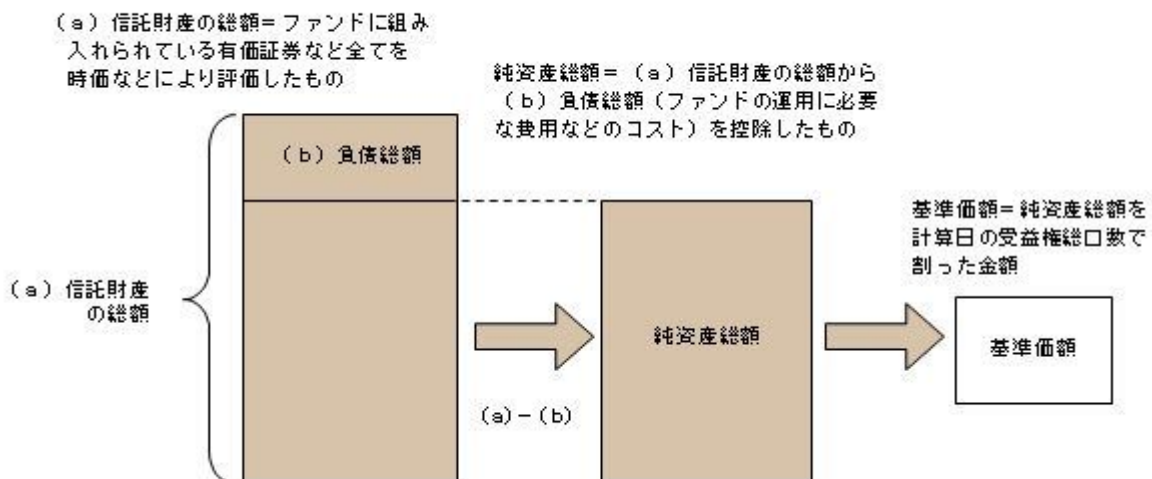 (a)信託財産の総額=ファンドに組み
入れられている有価証券など全てを
時価などにより評価したもの
純資産総額=(a)信託財産の総額から
(b)負債総額(ファンドの運用に必要
な費用などのコスト)を控除したもの
(b)負債総額
基準価額=純資産総額を
計算日の受益権総口数で
割った金額
(a)信託財産
の総額
純資産総額
基準価額
(a)-(b)